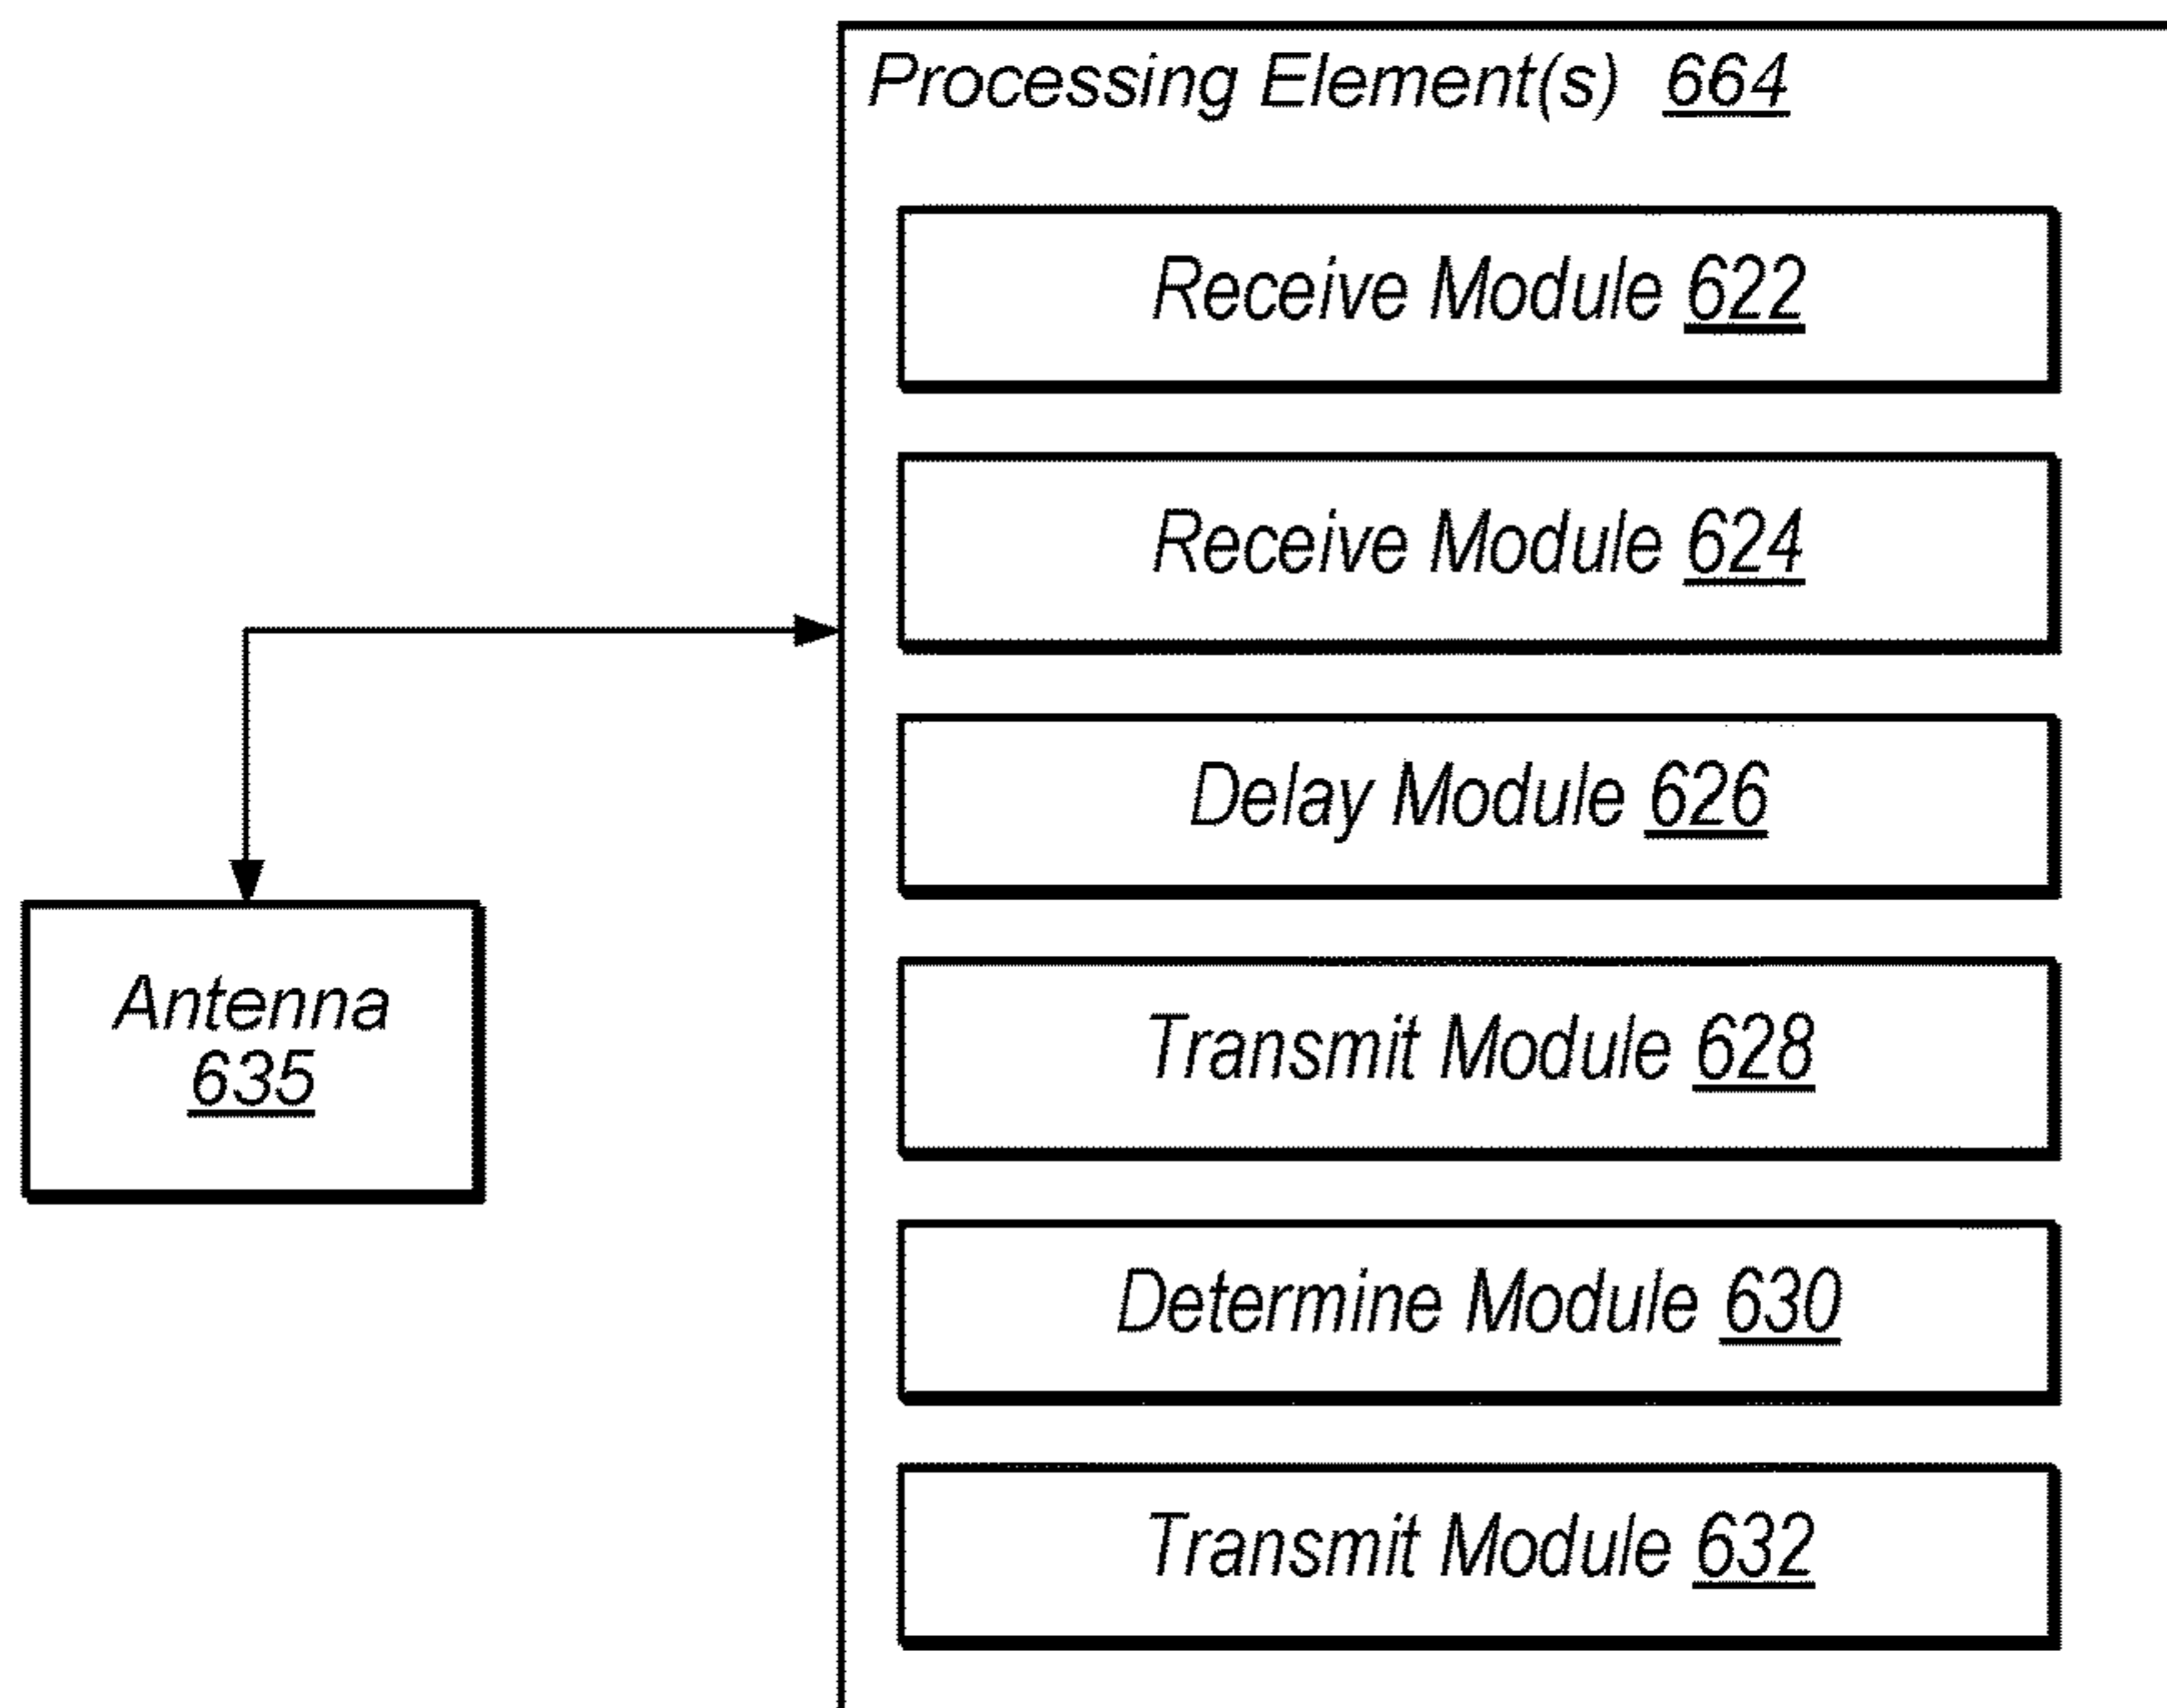 Processing Element(s) 664
Receive Module 622
Receive Module 624
Delay Module 626
Transmit Module 628
Determine Module 630
Transmit Module 632
Antenna
635